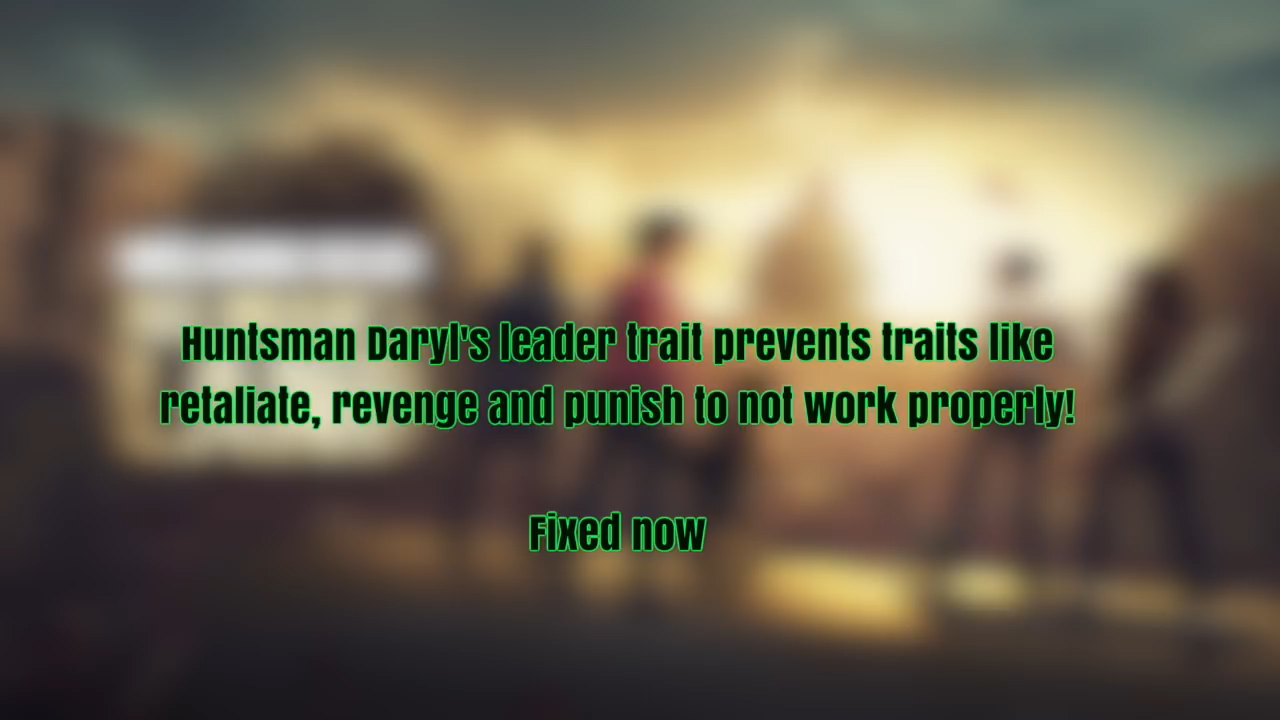 Huntsman Daryl's leader trait prevents traits like
retaliate, revenge and punish to not work properly!
Fixed now